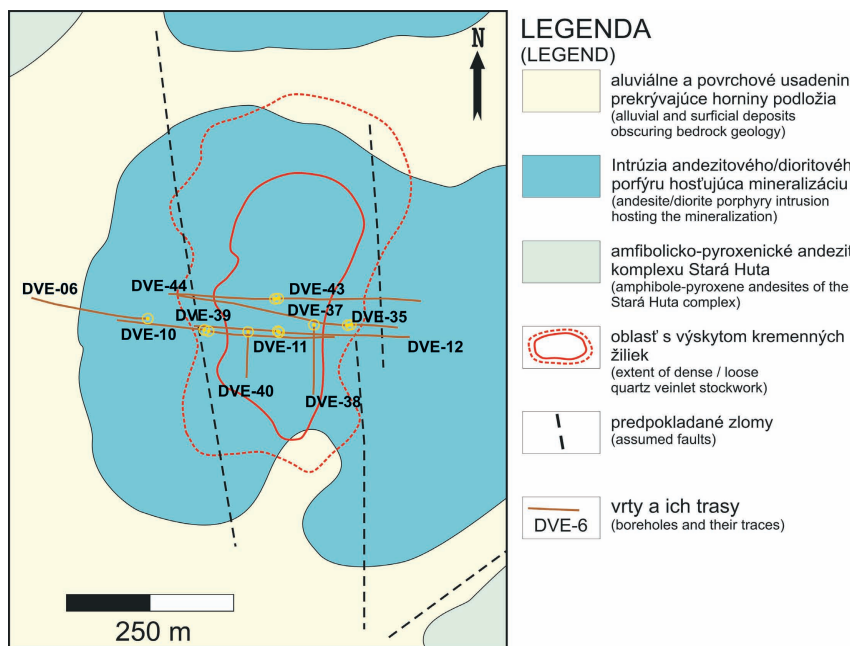 N
DVE-06
DVE-44
DVE-43
DVE-37
DVE-39
DVE-35
DVE-10
DVE-11
DVE-12
DVE-40
DVE-38
250 m
LEGENDA
(LEGEND)
aluviálne a povrchové usadenin
prekrývajúce horniny podložia
(alluvial and surficial deposits
obscuring bedrock geology)
Intrúzia andezitového/dioritovéh
porfýru hosťujúca mineralizáciu
(andesite/diorite porphyry intrusion
hosting the mineralization)
amfibolicko-pyroxenické andezit
komplexu Stará Huta
(amphibole-pyroxene andesites of the
Stará Huta complex)
oblasť s výskytom kremenných
žiliek
(extent of dense / loose
quartz veinlet stockwork)
predpokladané zlomy
(assumed faults)
vrty a ich trasy
(boreholes and their traces)
DVE-6